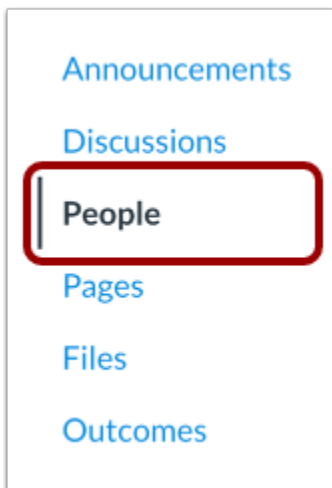 Announcements
Discussions
People
Pages
Files
Outcomes